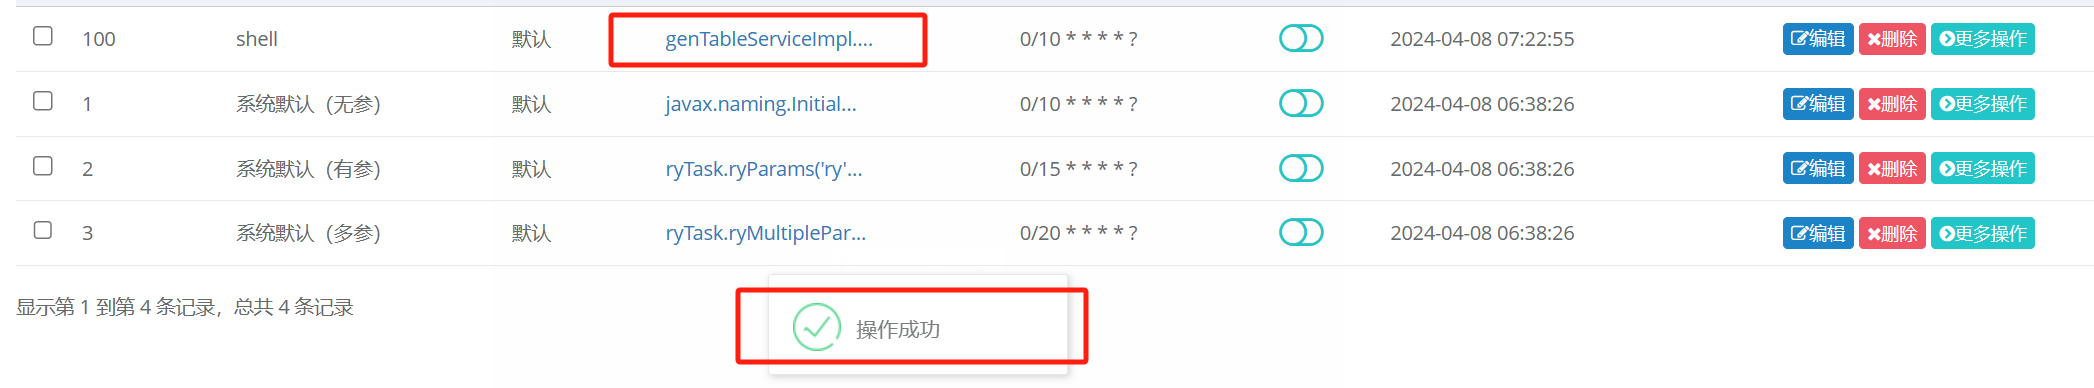 100 shell 默认 genTableServiceImpl.... 0/10 * * * * ? 2024-04-08 07:22:55 编辑 删除 更多操作
1 系统默认（无参) 默认 javax.naming.Initial... 0/10 * * * * ? 2024-04-08 06:38:26 编辑 删除 更多操作
2 系统默认（有参) 默认 ryTask.ryParams('ry'... 0/15 * * * * ? 2024-04-08 06:38:26 编辑 删除 更多操作
3 系统默认（多参) 默认 ryTask.ryMultiplePar... 0/20 * * * * ? 2024-04-08 06:38:26 编辑 删除 更多操作
显示第 1 到第 4 条记录，总共 4 条记录
操作成功